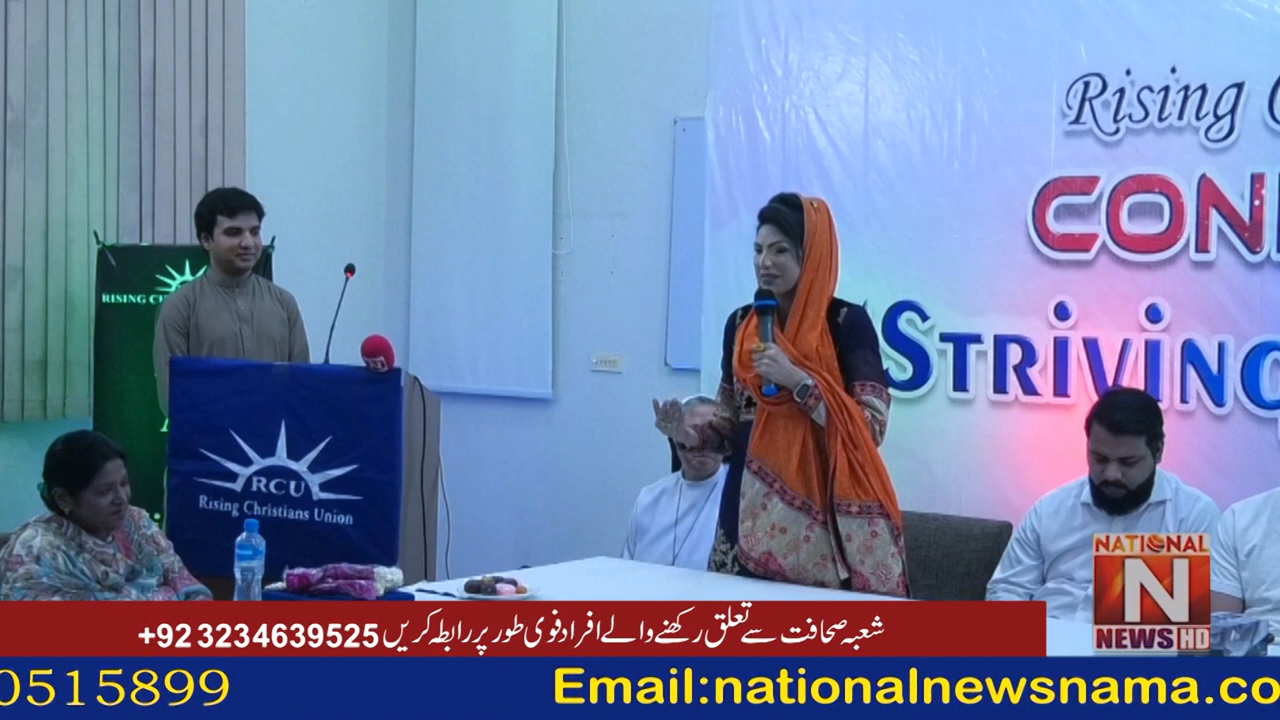 Rising
CON
"STRIVING
RISING
RCU
Rising Christians Union
NATIONAL
N
NEWS HD
شعبہ صحافت سے تعلق رکھنے والے افراد فوی طور پر رابطہ کریں +92 3234639525
0515899
Email:nationalnewsnama.co